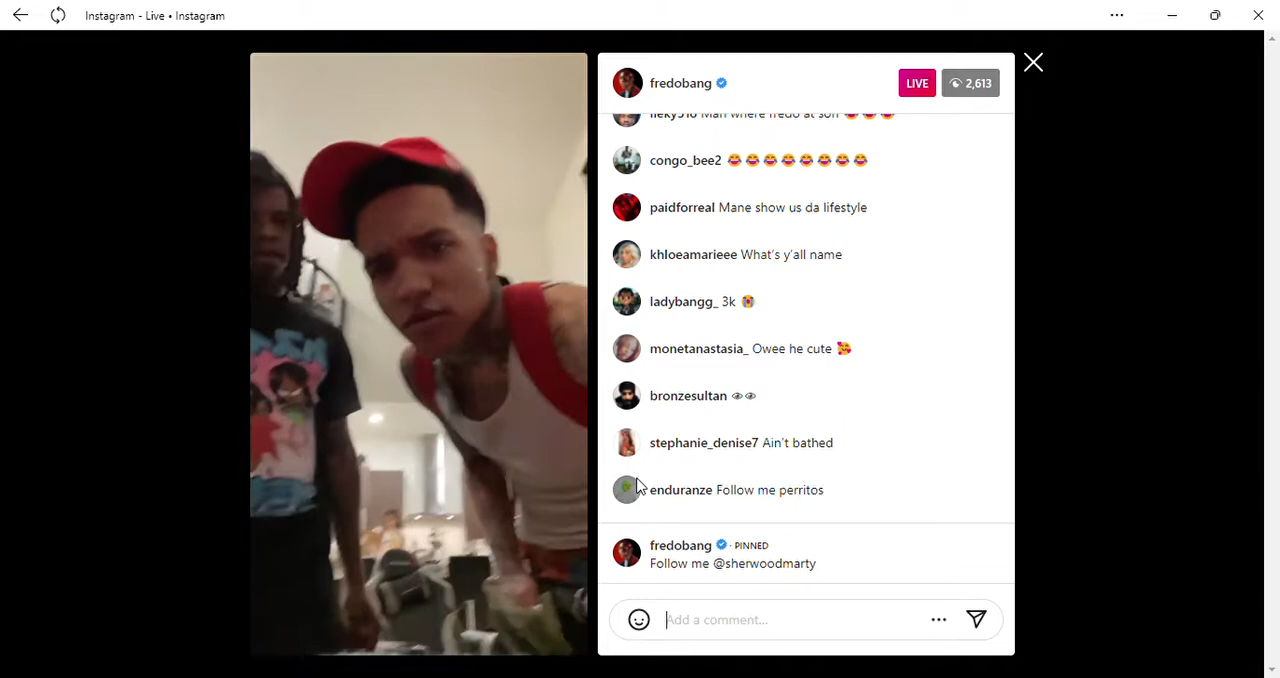 Instagram - Live • Instagram
fredobang
LIVE
2,613
Man where fredo at son 😂😂😂
congo_bee2 😂😂😂😂😂😂😂😂
paidforreal Mane show us da lifestyle
khloeamarieee What's y'all name
ladybangg_ 3k 😭
monetanastasia_ Owee he cute 🥰
bronzesultan 👁👁
stephanie_denise7 Ain't bathed
enduranze Follow me perritos
fredobang • PINNED
Follow me @sherwoodmarty
Add a comment...